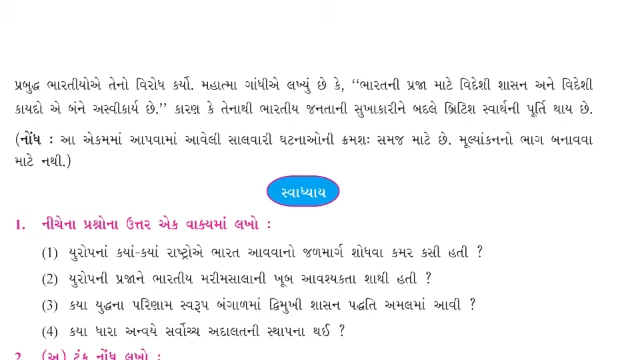 પ્રબુદ્ધ ભારતીયોએ તેનો વિરોધ કર્યો. મહાત્મા ગાંધીએ લખ્યું છે કે, ‘‘ભારતની પ્રજા માટે વિદેશી શાસન અને વિદેશી
કાયદો એ બંને અસ્વીકાર્ય છે.’’ કારણ કે તેનાથી ભારતીય જનતાની સુખાકારીને બદલે બ્રિટિશ સ્વાર્થની પૂર્તિ થાય છે.
(નોંધ : આ એકમમાં આપવામાં આવેલી સાલવારી ઘટનાઓની ક્રમશઃ સમજ માટે છે. મૂલ્યાંકનનો ભાગ બનાવવા
માટે નથી.)
સ્વાધ્યાય
1. નીચેના પ્રશ્નોના ઉત્તર એક વાક્યમાં લખો :
(1) યુરોપનાં કયાં-કયાં રાષ્ટ્રોએ ભારત આવવાનો જળમાર્ગ શોધવા કમર કસી હતી ?
(2) યુરોપની પ્રજાને ભારતીય મરીમસાલાની ખૂબ આવશ્યકતા શાથી હતી ?
(3) કયા યુદ્ધના પરિણામ સ્વરૂપ બંગાળમાં દ્વિમુખી શાસન પદ્ધતિ અમલમાં આવી ?
(4) કયા ધારા અન્વયે સર્વોચ્ચ અદાલતની સ્થાપના થઈ ?
2. (અ) ટૂંક નોંધ લખો :